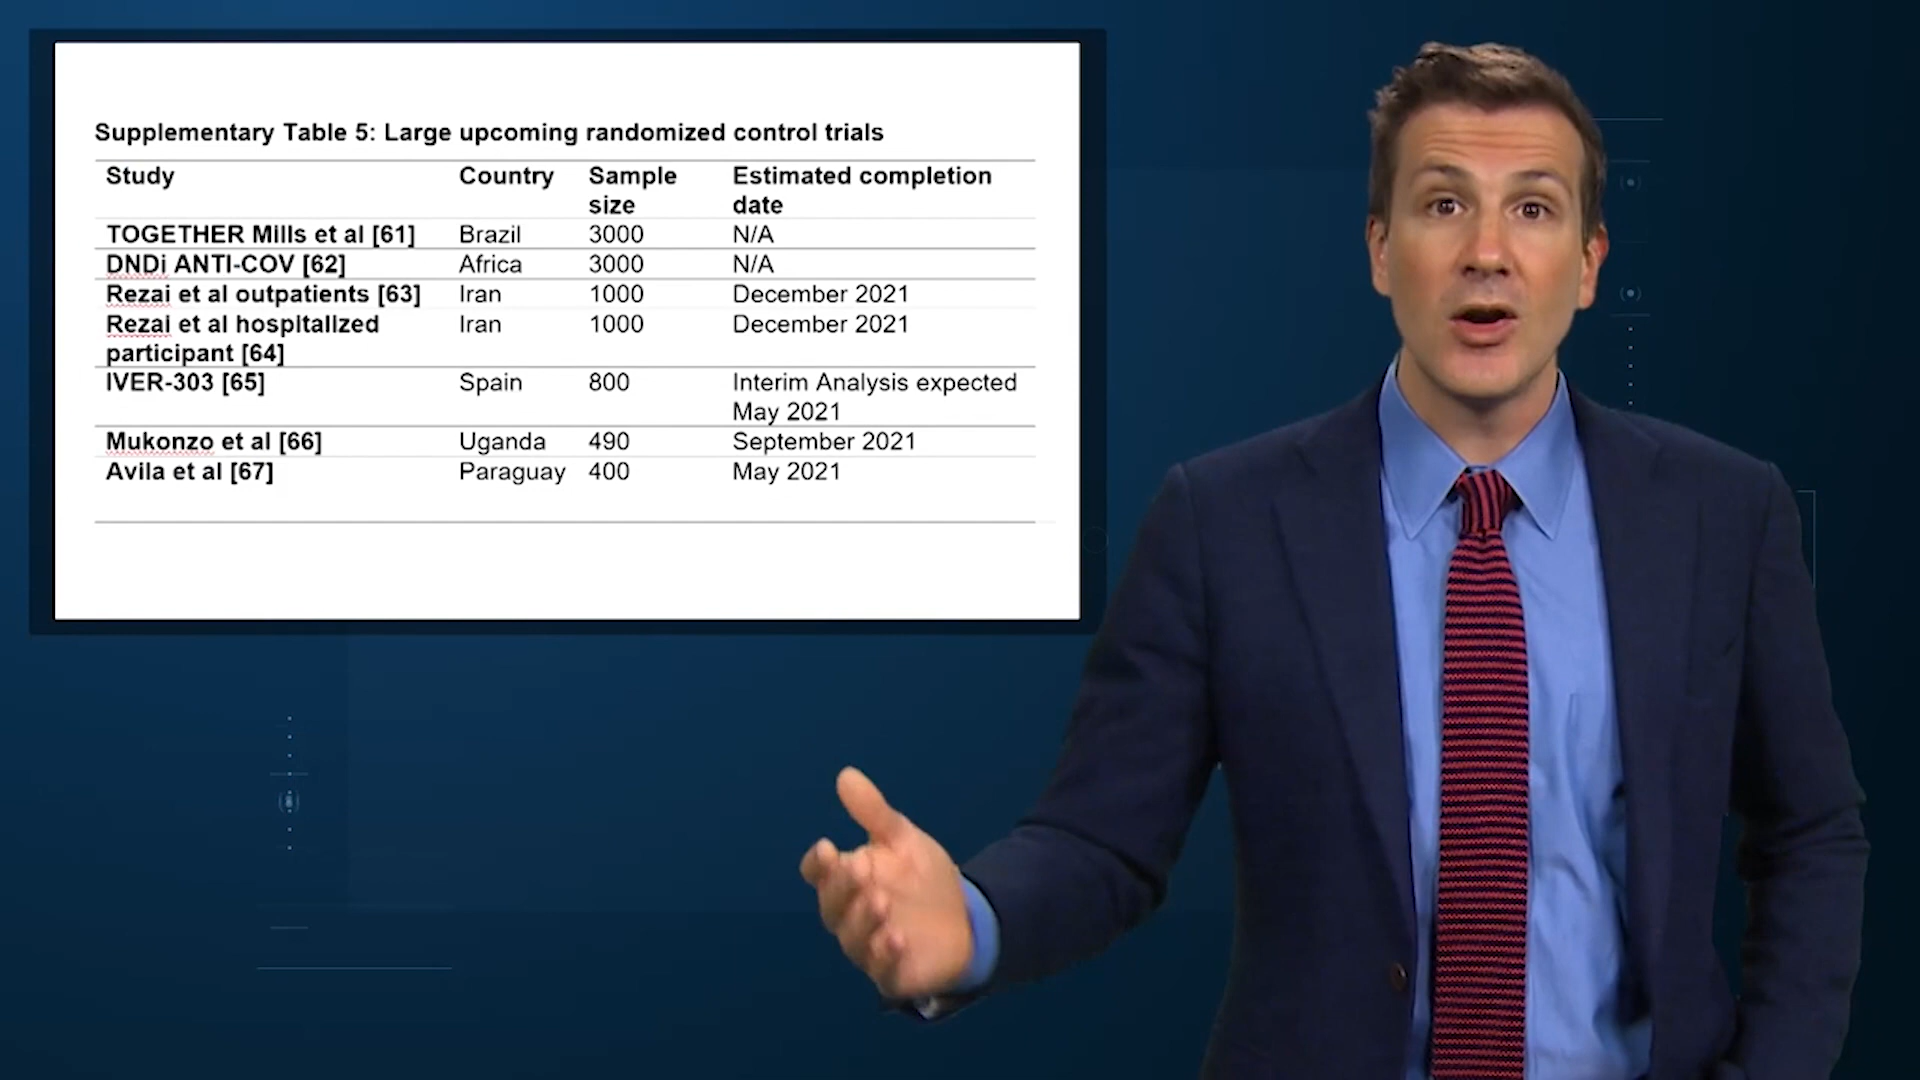 Supplementary Table 5: Large upcoming randomized control trials
Study Country Sample size Estimated completion date
TOGETHER Mills et al [61] Brazil 3000 N/A
DNDi ANTI-COV [62] Africa 3000 N/A
Rezai et al outpatients [63] Iran 1000 December 2021
Rezai et al hospitalized participant [64] Iran 1000 December 2021
IVER-303 [65] Spain 800 Interim Analysis expected May 2021
Mukonzo et al [66] Uganda 490 September 2021
Avila et al [67] Paraguay 400 May 2021